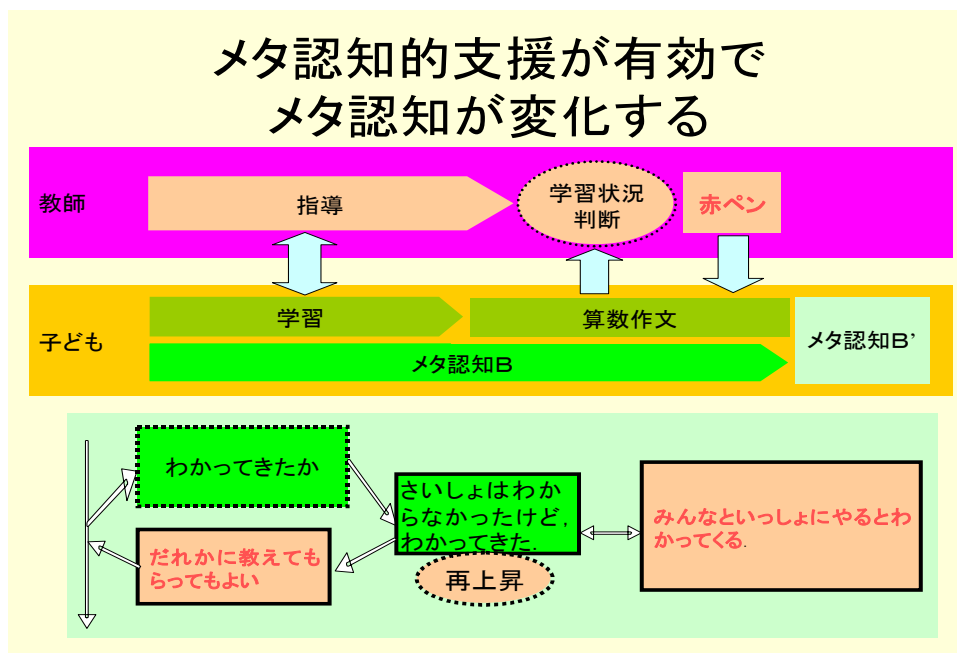 メタ認知的支援が有効で
メタ認知が変化する
教師
指導
学習状況
判断
赤ペン
子ども
学習
算数作文
メタ認知B
メタ認知B'
わかってきたか
さいしょはわか
らなかったけど,
わかってきた.
みんなといっしょにやるとわ
かってくる.
だれかに教えても
らってもよい
再上昇